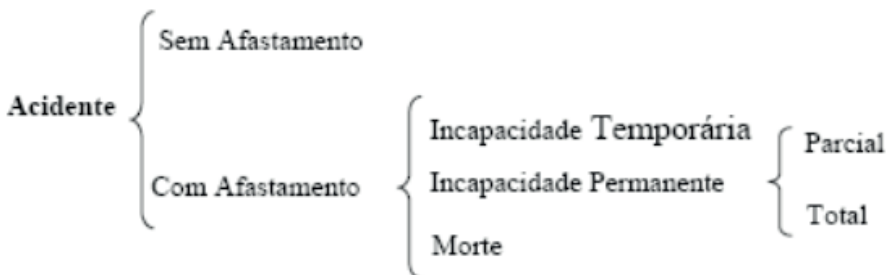 Sem Afastamento
Acidente
Com Afastamento
Incapacidade Temporária
Incapacidade Permanente
Morte
Parcial
Total